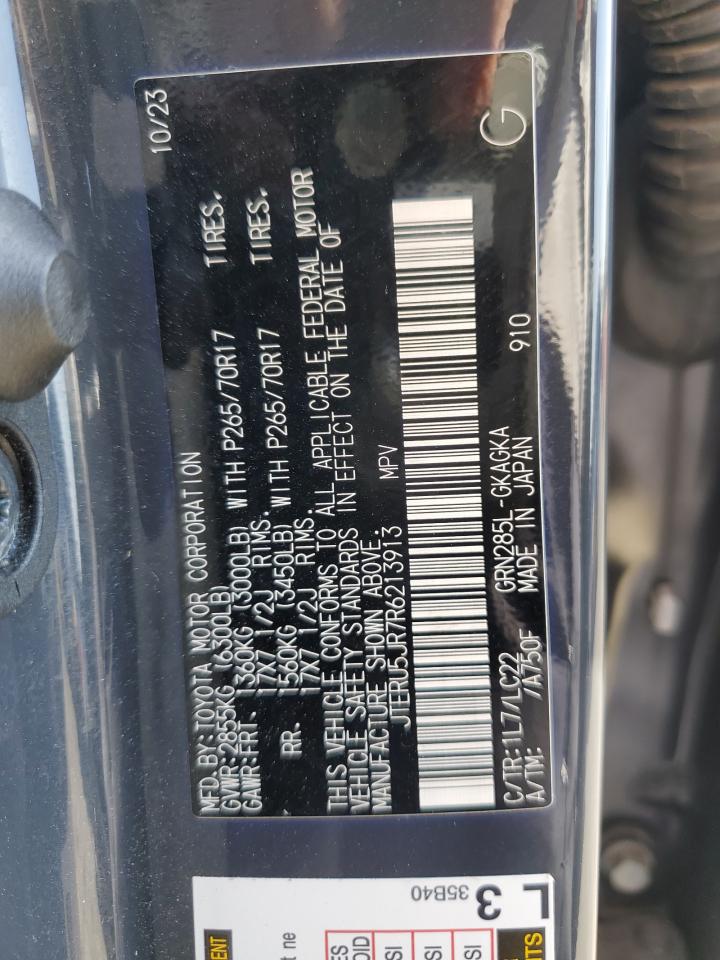 MFD. BY:TOYOTA MOTOR CORPORATION 10/23
GVWR:2855KG (6300LB)
GAWR:FRT. 1360KG (3000LB) WITH P265/70R17 TIRES,
17X7 1/2J RIMS.
RR. 1560KG (3450LB) WITH P265/70R17 TIRES,
17X7 1/2J RIMS.
THIS VEHICLE CONFORMS TO ALL APPLICABLE FEDERAL MOTOR
VEHICLE SAFETY STANDARDS IN EFFECT ON THE DATE OF
MANUFACTURE SHOWN ABOVE.
JTERU5JR7R6213913 MPV
C/TR:1L7/LC22 GRN285L-GKAGKA G
A/TM: /A750F MADE IN JAPAN 910
L3
35B40